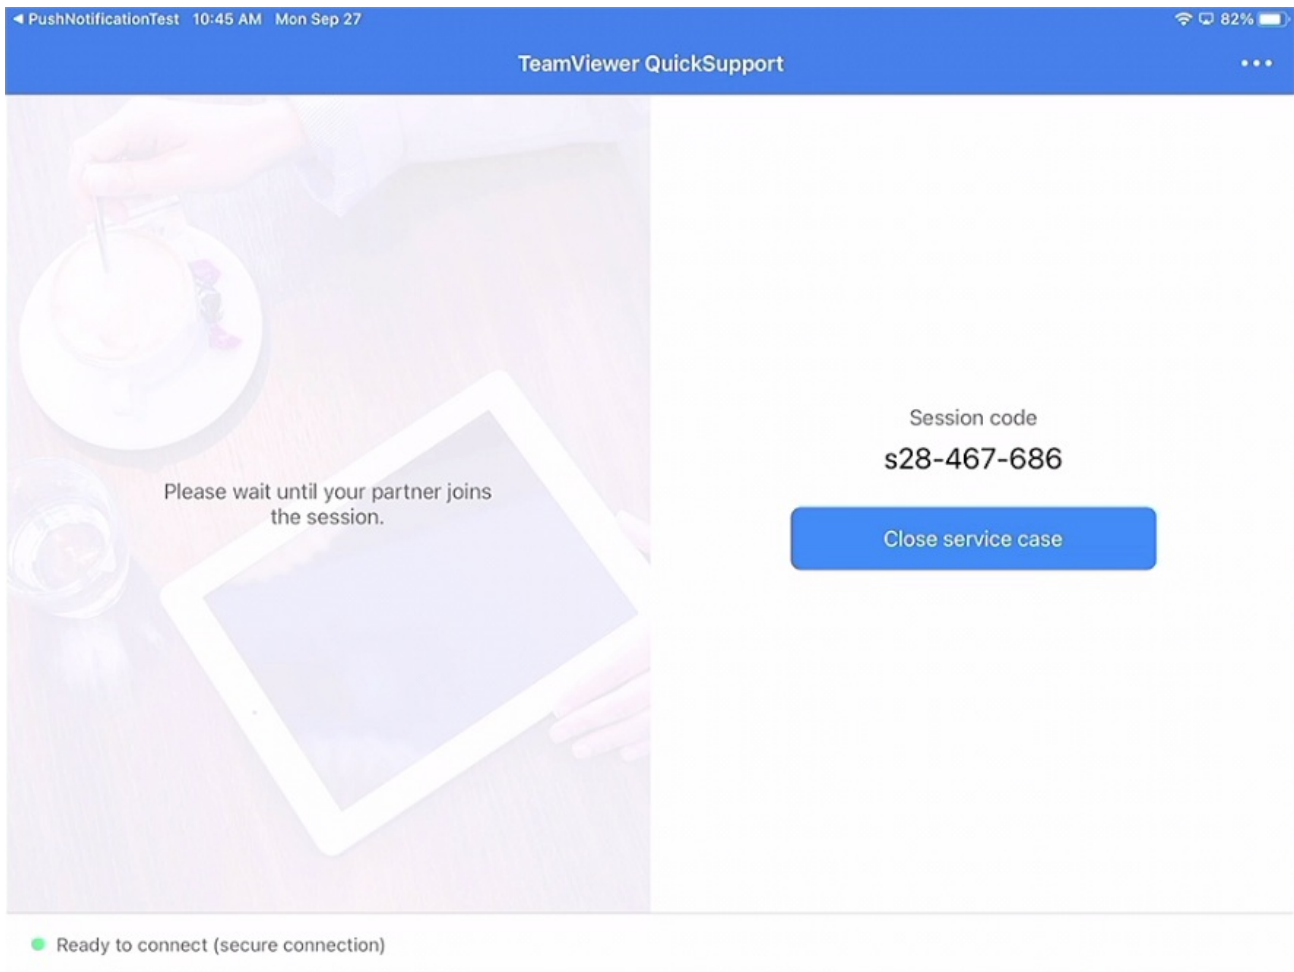 ◀ PushNotificationTest 10:45 AM Mon Sep 27 82%
TeamViewer QuickSupport
Please wait until your partner joins
the session.
Session code
s28-467-686
Close service case
Ready to connect (secure connection)